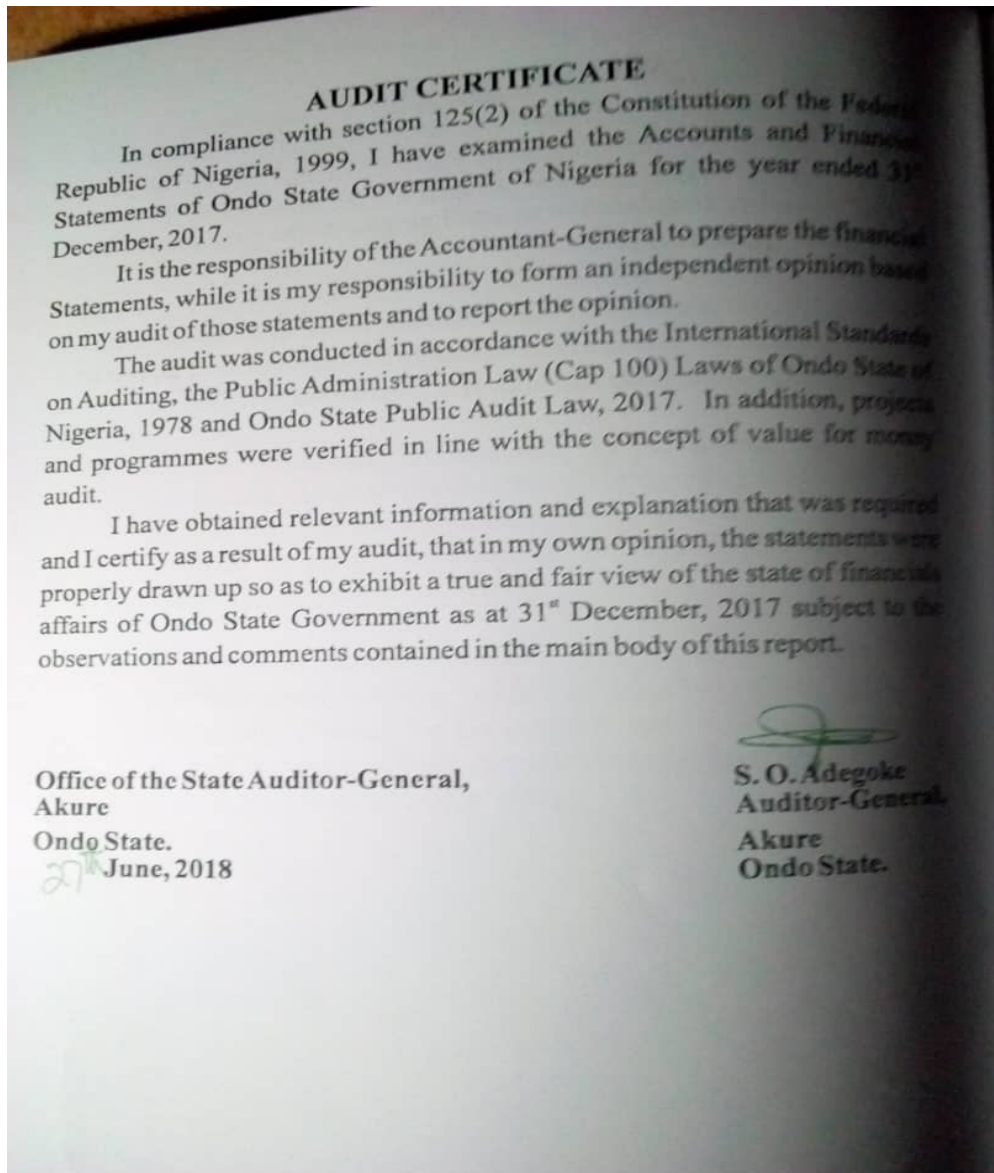 AUDIT CERTIFICATE
In compliance with section 125(2) of the Constitution of the
Republic of Nigeria, 1999, I have examined the Accounts and
Statements of Ondo State Government of Nigeria for the year ended 31st
December, 2017.
It is the responsibility of the Accountant-General to prepare the financial
Statements, while it is my responsibility to form an independent opinion based
on my audit of those statements and to report the opinion.
The audit was conducted in accordance with the International Standards
on Auditing, the Public Administration Law (Cap 100) Laws of Ondo State of
Nigeria, 1978 and Ondo State Public Audit Law, 2017. In addition, projects
and programmes were verified in line with the concept of value for money
audit.
I have obtained relevant information and explanation that was required
and I certify as a result of my audit, that in my own opinion, the statements were
properly drawn up so as to exhibit a true and fair view of the state of financials
affairs of Ondo State Government as at 31st December, 2017 subject to the
observations and comments contained in the main body of this report.
S. O. Adegoke
Office of the State Auditor-General,
Auditor-General,
Akure
Akure
Ondo State.
Ondo State.
27th June, 2018